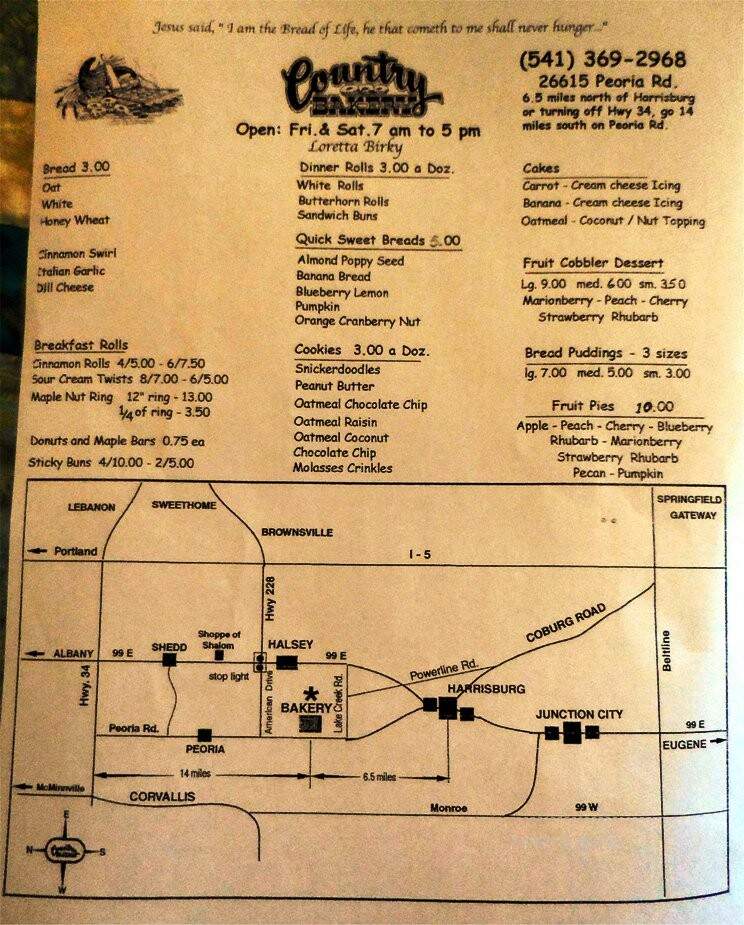 Jesus said, " I am the Bread of Life, he that cometh to me shall never hunger..."
Country
BAKERY
Open: Fri.& Sat.7 am to 5 pm
Loretta Birky
(541) 369-2968
26615 Peoria Rd.
6.5 miles north of Harrisburg
or turning off Hwy 34, go 14
miles south on Peoria Rd.
Bread 3.00
Oat
White
Honey Wheat
Cinnamon Swirl
Italian Garlic
Dill Cheese
Breakfast Rolls
Cinnamon Rolls 4/5.00 - 6/7.50
Sour Cream Twists 8/7.00 - 6/5.00
Maple Nut Ring 12" ring - 13.00
1/4 of ring - 3.50
Donuts and Maple Bars 0.75 ea
Sticky Buns 4/10.00 - 2/5.00
Dinner Rolls 3.00 a Doz.
White Rolls
Butterhorn Rolls
Sandwich Buns
Quick Sweet Breads 5.00
Almond Poppy Seed
Banana Bread
Blueberry Lemon
Pumpkin
Orange Cranberry Nut
Cookies 3.00 a Doz.
Snickerdoodles
Peanut Butter
Oatmeal Chocolate Chip
Oatmeal Raisin
Oatmeal Coconut
Chocolate Chip
Molasses Crinkles
Cakes
Carrot - Cream cheese Icing
Banana - Cream cheese Icing
Oatmeal - Coconut / Nut Topping
Fruit Cobbler Dessert
Lg. 9.00 med. 6.00 sm. 3.50
Marionberry - Peach - Cherry
Strawberry Rhubarb
Bread Puddings - 3 sizes
lg. 7.00 med. 5.00 sm. 3.00
Fruit Pies 10.00
Apple - Peach - Cherry - Blueberry
Rhubarb - Marionberry
Strawberry Rhubarb
Pecan - Pumpkin
LEBANON
SWEETHOME
BROWNSVILLE
SPRINGFIELD
GATEWAY
Portland
I - 5
Hwy 228
COBURG ROAD
Beltline
ALBANY
99 E
SHEDD
Shoppe of
Shalom
stop light
HALSEY
99 E
Powerline Rd.
Hwy. 34
American Drive
BAKERY
Lake Creek Rd.
HARRISBURG
JUNCTION CITY
Peoria Rd.
PEORIA
99 E
EUGENE
14 miles
6.5 miles
McMinnville
CORVALLIS
Monroe
99 W
E
N
S
W